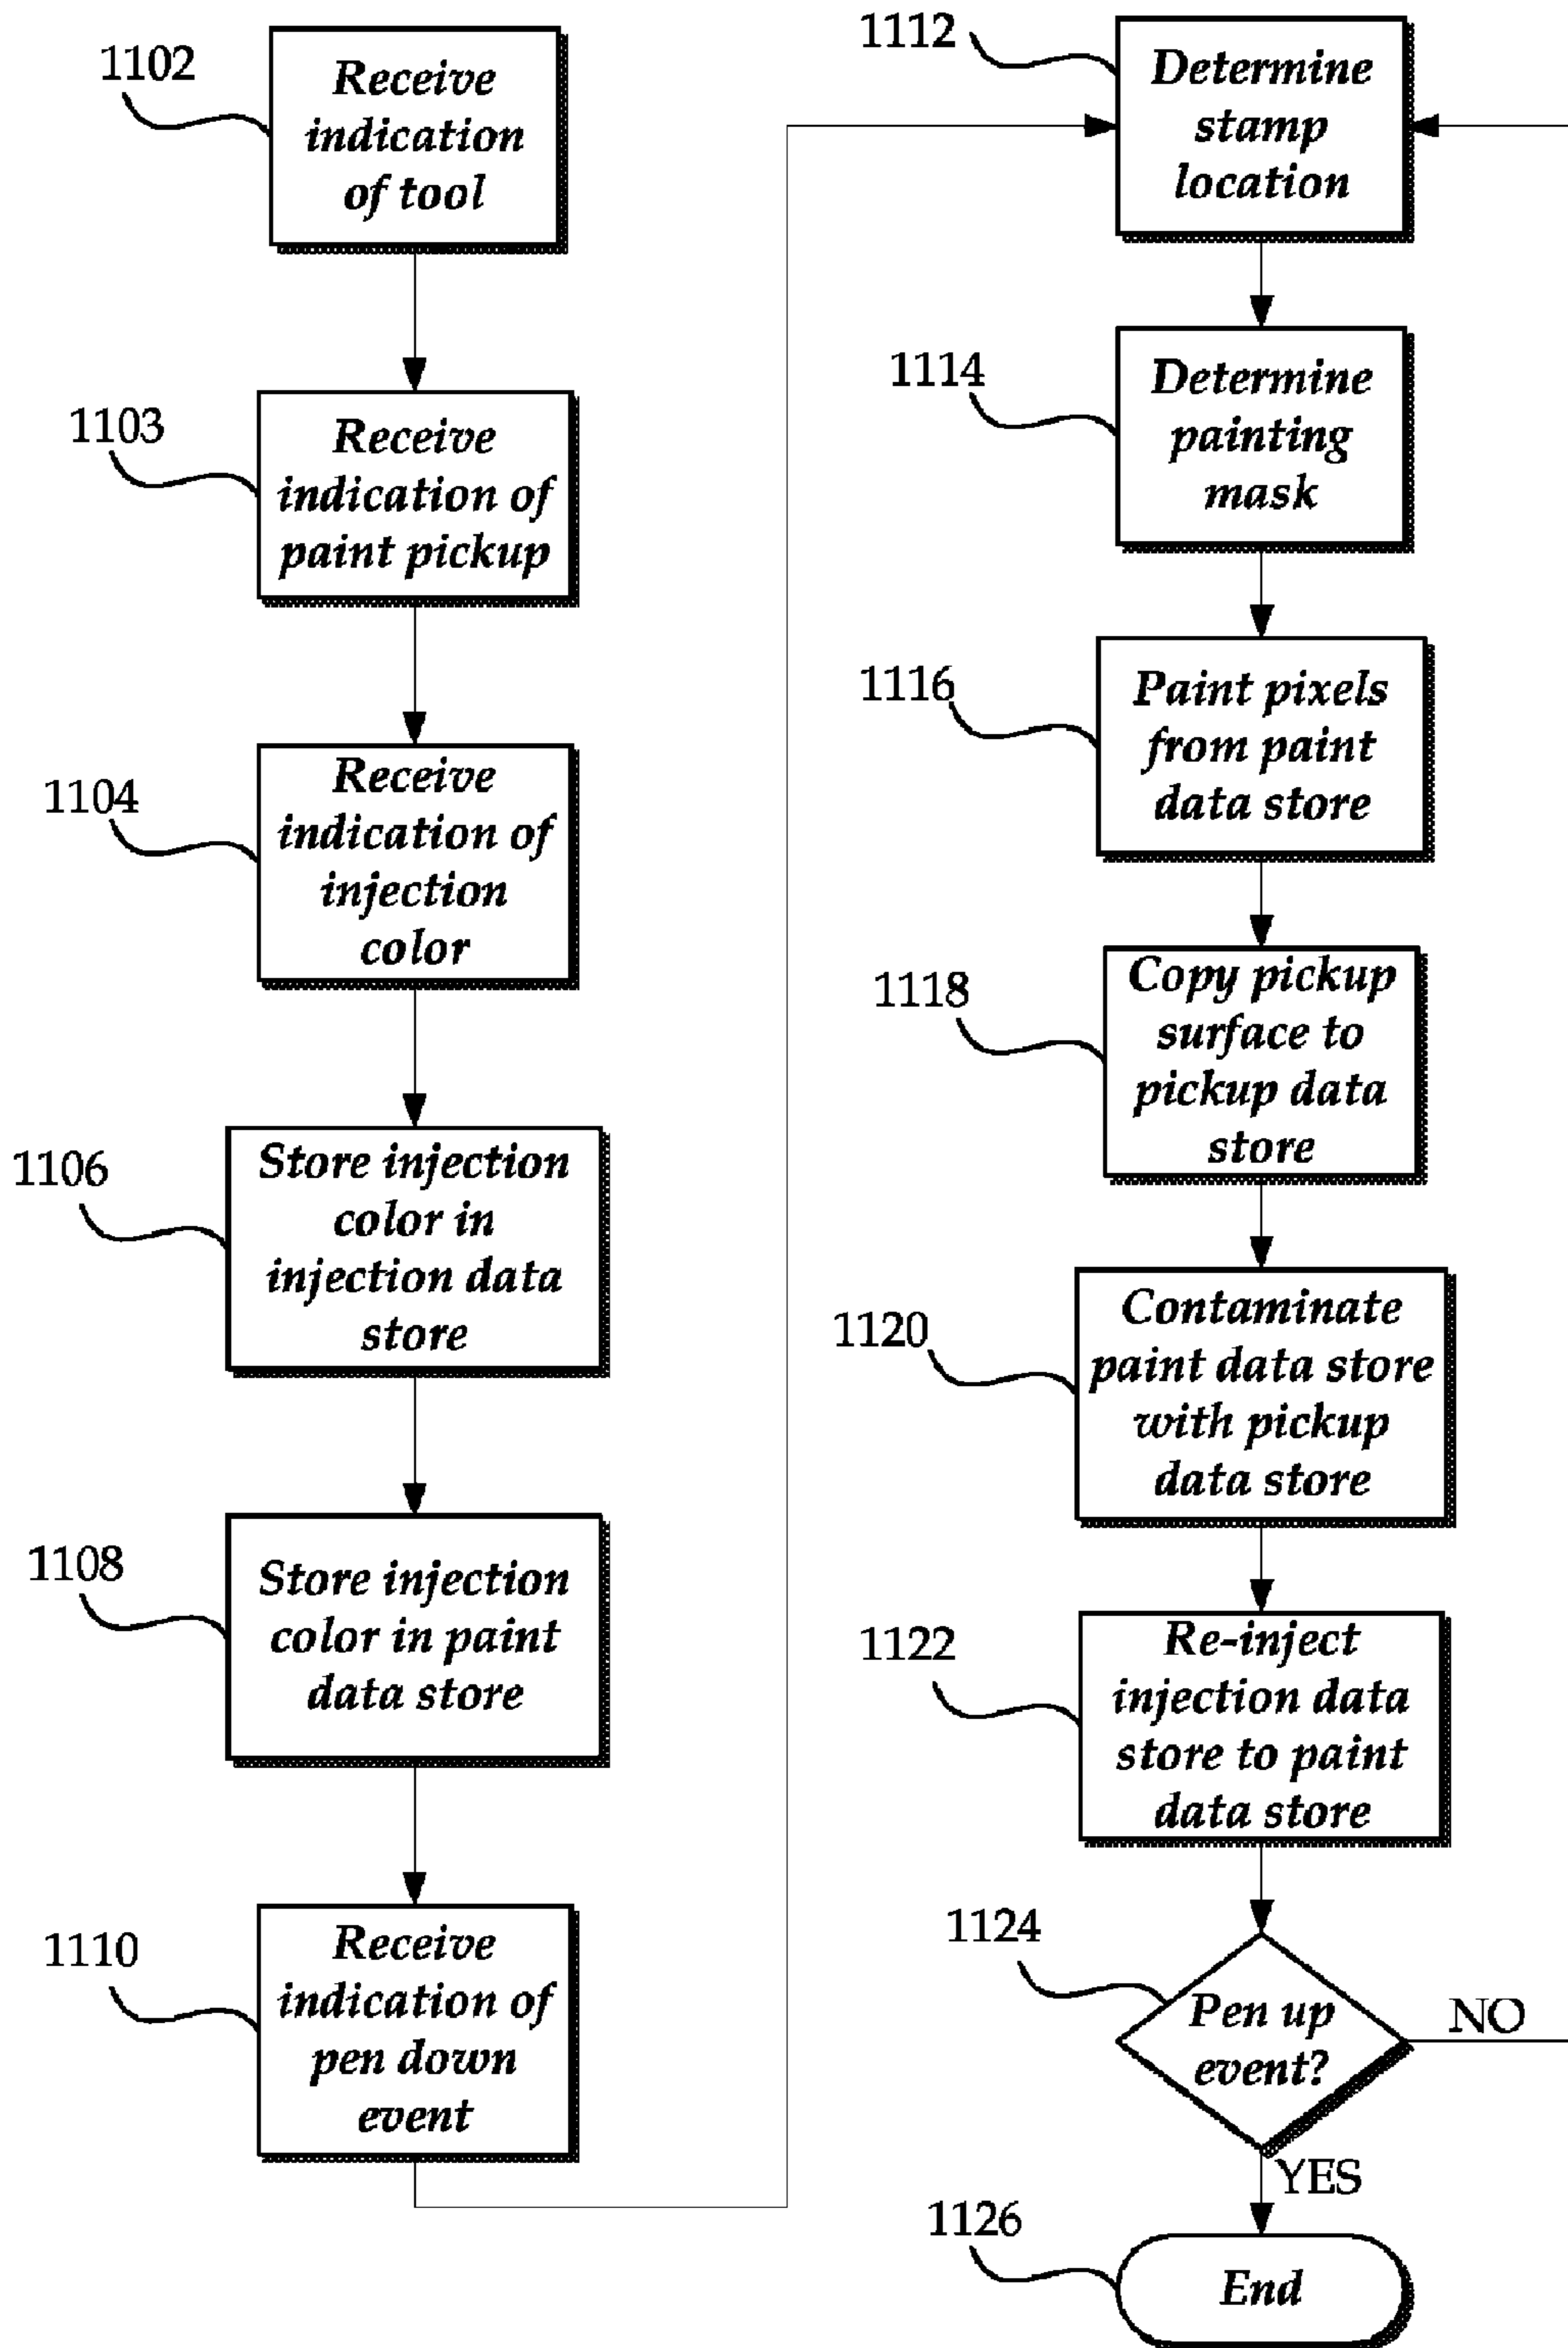 1102
Receive
indication
of tool
1103
Receive
indication of
paint pickup
1104
Receive
indication of
injection
color
1106
Store injection
color in
injection data
store
1108
Store injection
color in paint
data store
1110
Receive
indication of
pen down
event
1112
Determine
stamp
location
1114
Determine
painting
mask
1116
Paint pixels
from paint
data store
1118
Copy pickup
surface to
pickup data
store
1120
Contaminate
paint data store
with pickup
data store
1122
Re-inject
injection data
store to paint
data store
1124
Pen up
event?
NO
YES
1126
End